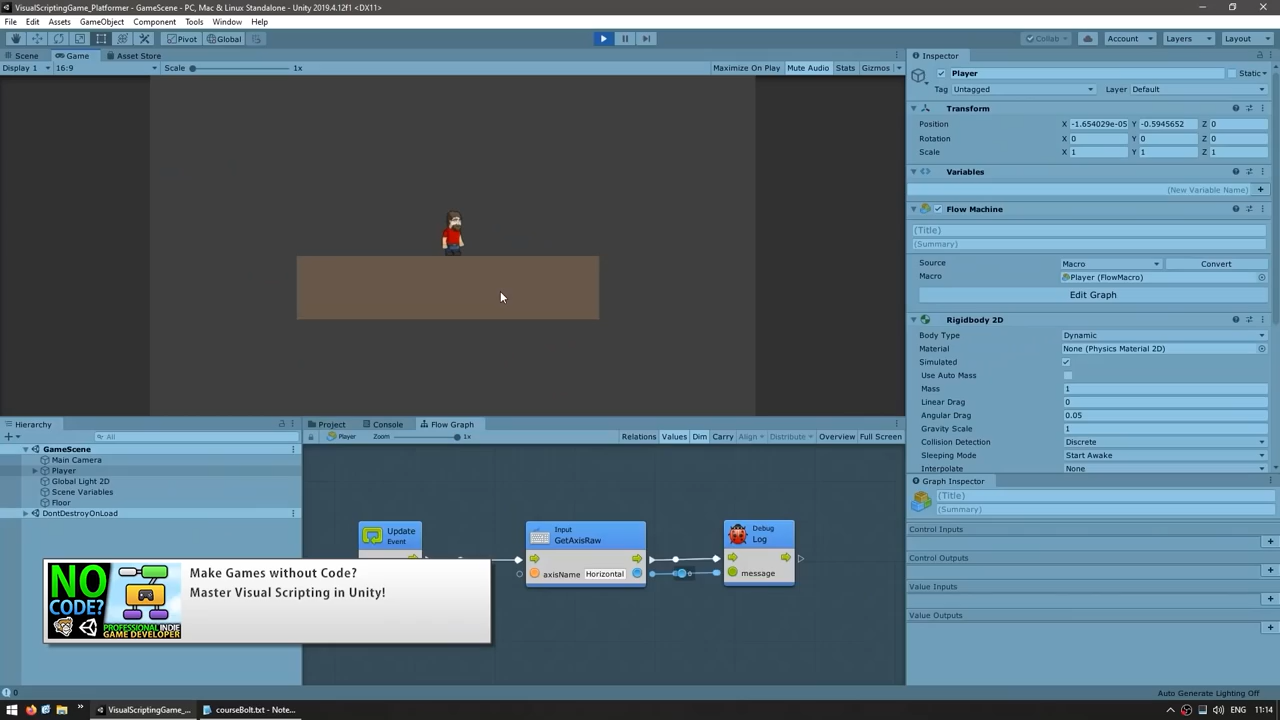 VisualScriptingGame_Platformer - GameScene - PC, Mac & Linux Standalone - Unity 2019.4.12f1 <DX11>
File Edit Assets GameObject Component Tools Window Help
Pivot Global Collab Account Layers Layout
Scene Game Asset Store
Display 1 16:9 Scale 1x Maximize On Play Mute Audio Stats Gizmos
Inspector
Player Static
Tag Untagged Layer Default
Transform
Position X -1.654029e-05 Y -0.5945652 Z 0
Rotation X 0 Y 0 Z 0
Scale X 1 Y 1 Z 1
Variables
(New Variable Name)
Flow Machine
(Title)
(Summary)
Source Macro Convert
Macro Player (FlowMacro)
Edit Graph
Rigidbody 2D
Body Type Dynamic
Material None (Physics Material 2D)
Simulated
Use Auto Mass
Mass 1
Linear Drag 0
Angular Drag 0.05
Gravity Scale 1
Collision Detection Discrete
Sleeping Mode Start Awake
Interpolate None
Hierarchy
All
GameScene
Main Camera
Player
Global Light 2D
Scene Variables
Floor
DontDestroyOnLoad
Project Console Flow Graph
Player Zoom 1x Relations Values Dim Carry Align Distribute Overview Full Screen
Update
Event
Input
GetAxisRaw
axisName Horizontal
0
Debug
Log
message
Graph Inspector
(Title)
(Summary)
Control Inputs
Control Outputs
Value Inputs
Value Outputs
NO
CODE?
PROFESSIONAL INDIE
GAME DEVELOPER
Make Games without Code?
Master Visual Scripting in Unity!
0
Auto Generate Lighting Off
VisualScriptingGame_... courseBolt.txt - Note... ENG 11:14